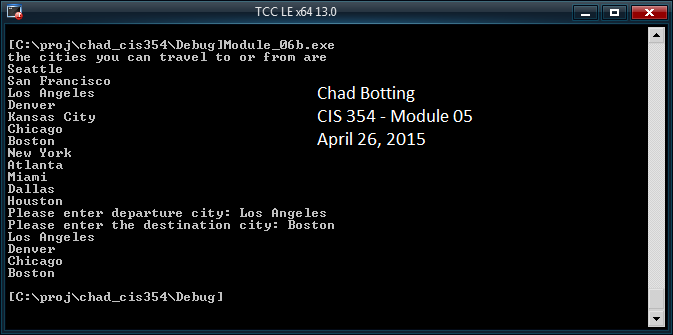 TCC LE x64 13.0
[C:\proj\chad_cis354\Debug]Module_06b.exe
the cities you can travel to or from are
Seattle
San Francisco
Los Angeles
Denver
Kansas City
Chicago
Boston
New York
Atlanta
Miami
Dallas
Houston
Please enter departure city: Los Angeles
Please enter the destination city: Boston
Los Angeles
Denver
Chicago
Boston
[C:\proj\chad_cis354\Debug]
Chad Botting
CIS 354 - Module 05
April 26, 2015